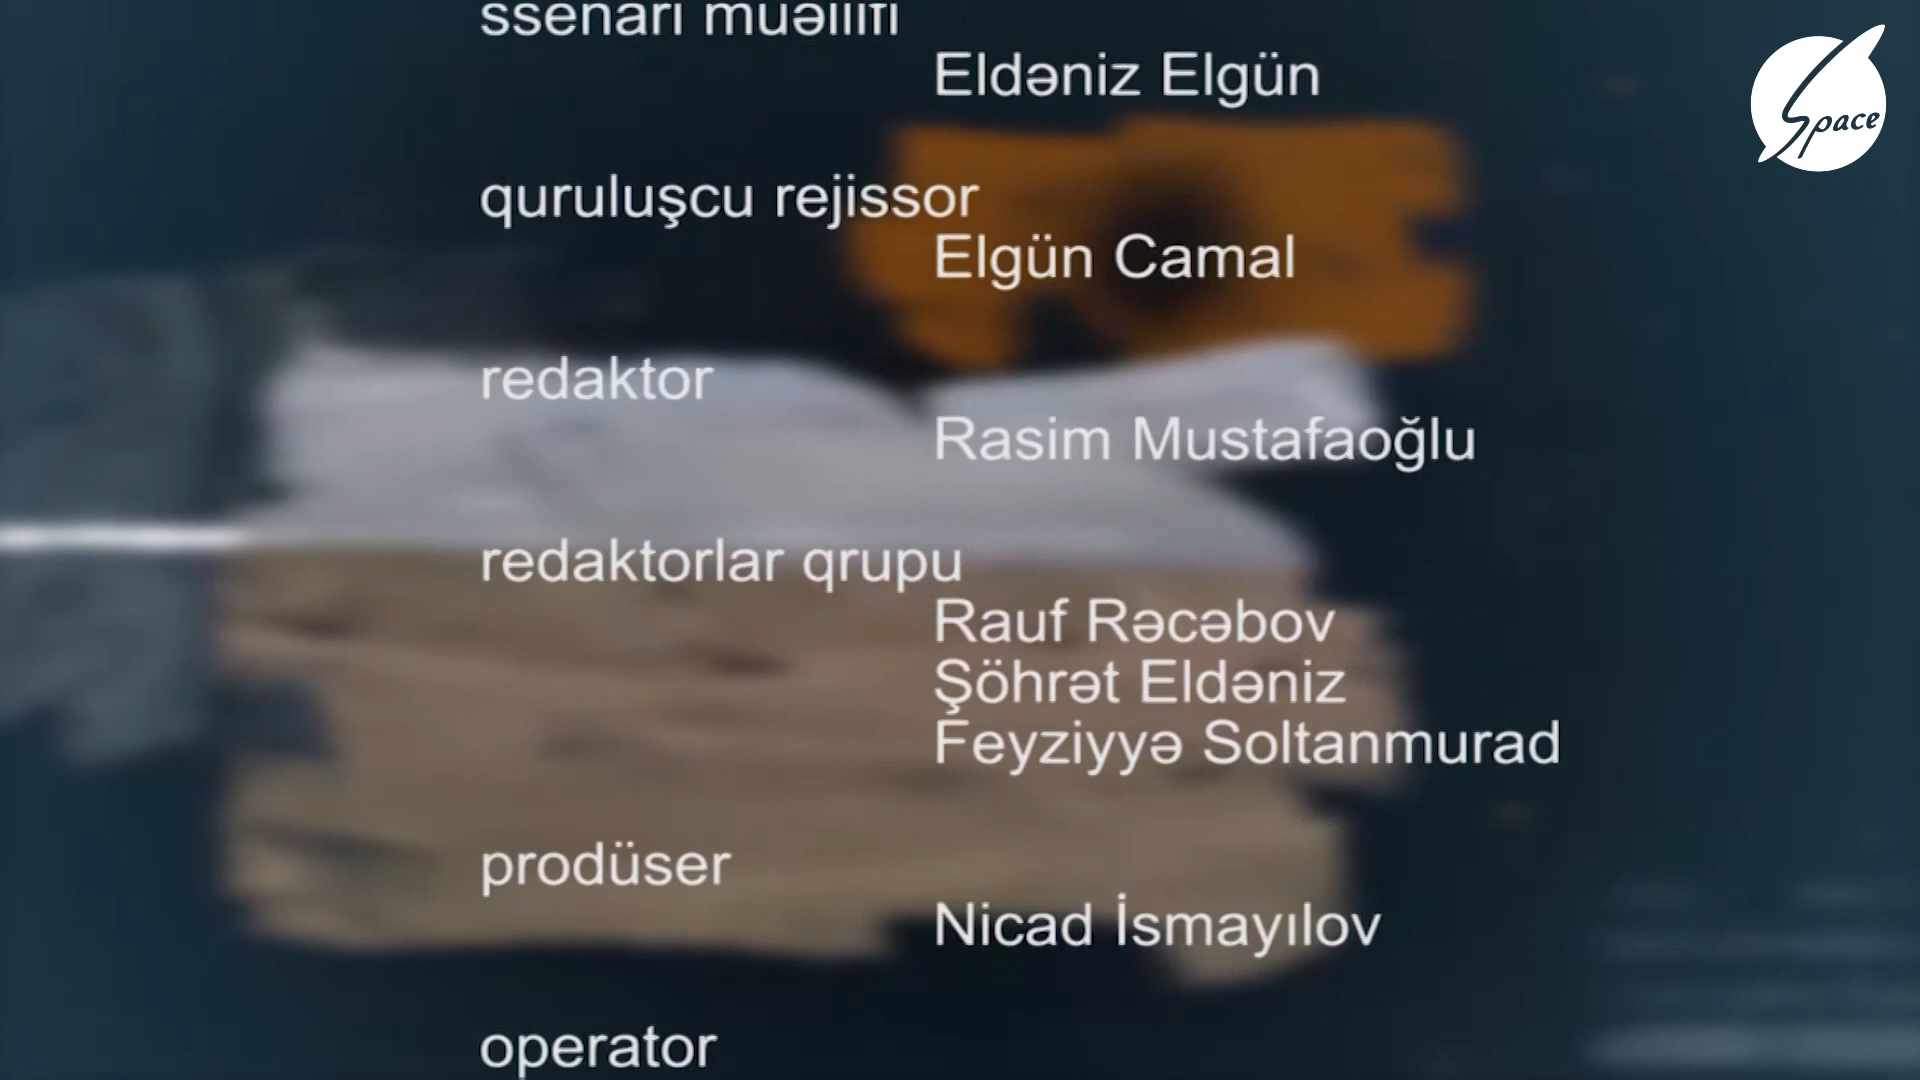 ssenari müəllifi
Eldəniz Elgün
Space
quruluşcu rejissor
Elgün Camal
redaktor
Rasim Mustafaoğlu
redaktorlar qrupu
Rauf Rəcəbov
Şöhrət Eldəniz
Feyziyyə Soltanmurad
prodüser
Nicad İsmayılov
operator